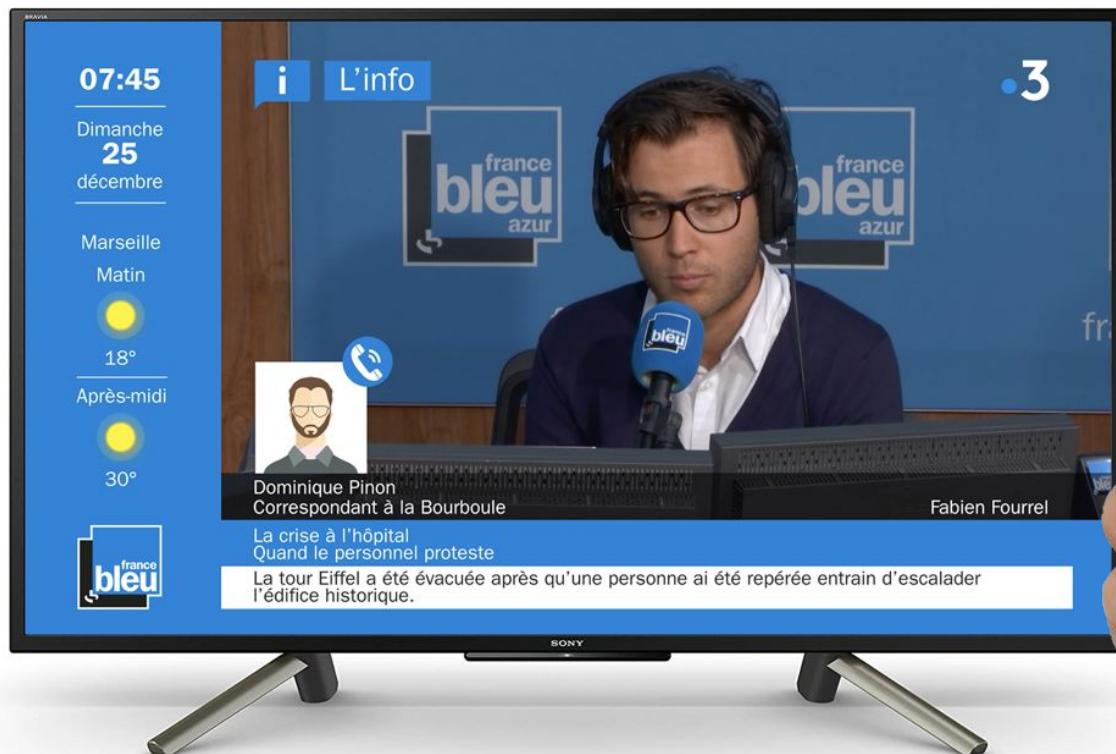 BRAVIA
07:45
Dimanche
25
décembre
Marseille
Matin
18°
Après-midi
30°
france
bleu
i
L'info
3
france
bleu
azur
france
bleu
azur
bleu
fr
Dominique Pinon
Correspondant à la Bourboule
Fabien Fourrel
La crise à l'hôpital
Quand le personnel proteste
La tour Eiffel a été évacuée après qu'une personne ai été repérée entrain d'escalader
l'édifice historique.
SONY